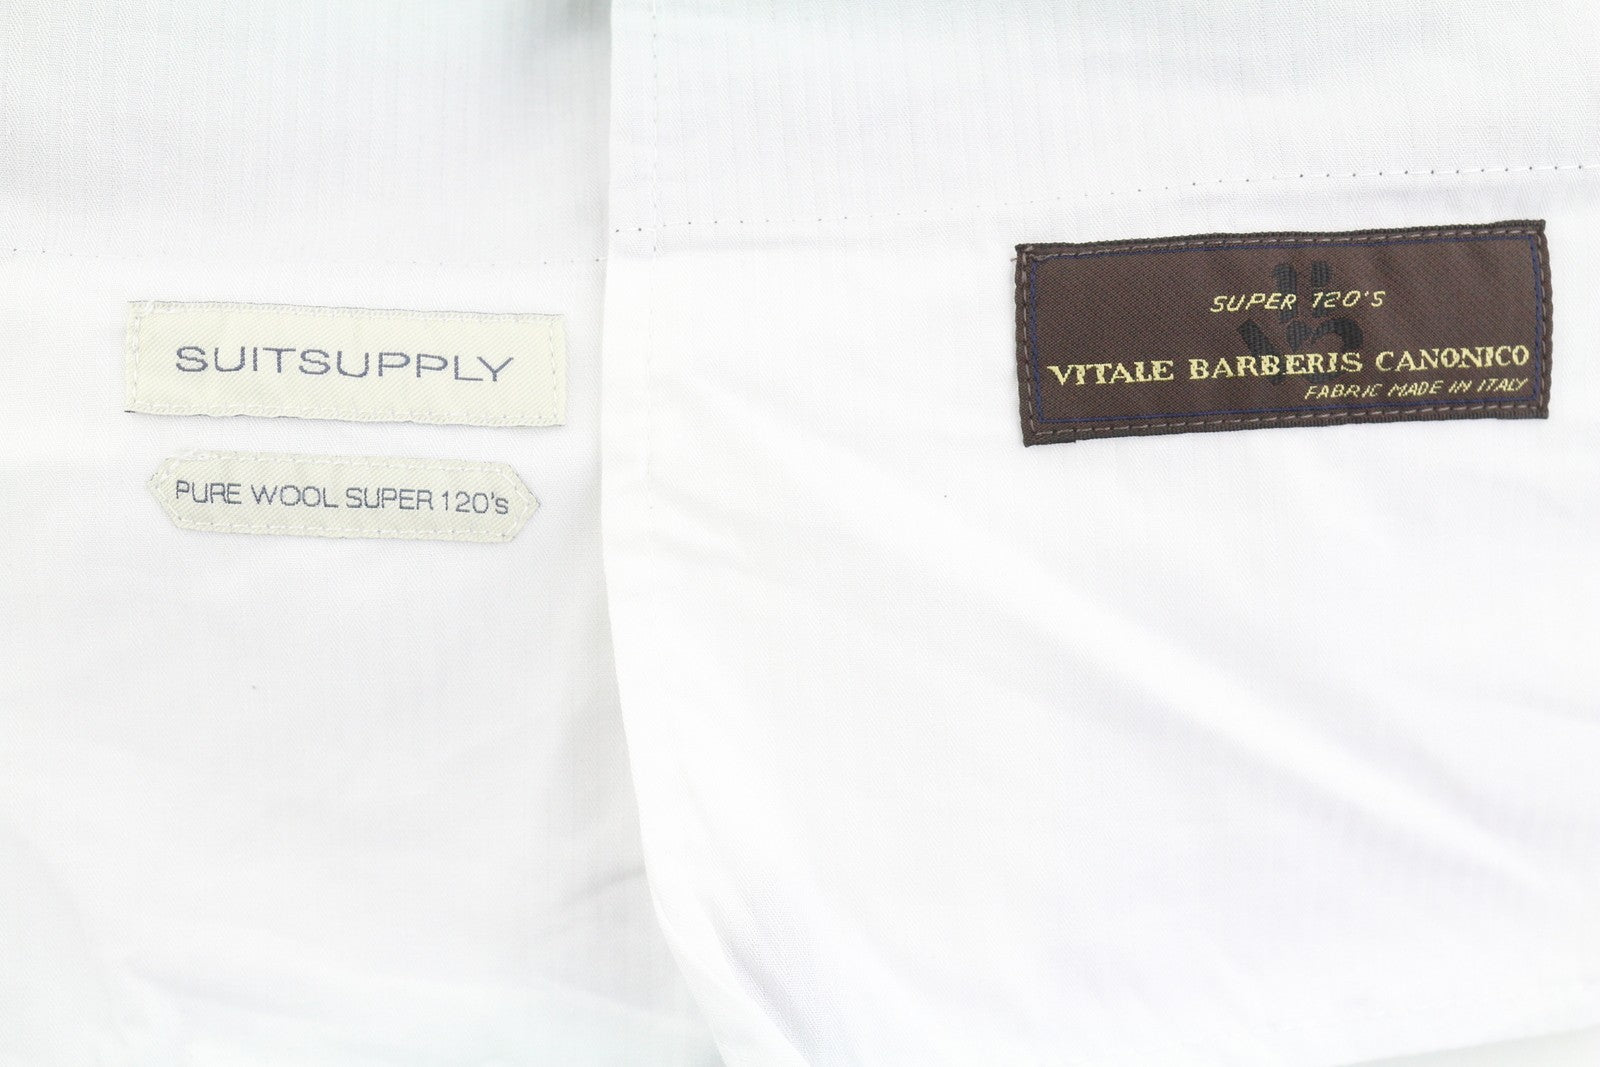 SUITSUPPLY
PURE WOOL SUPER 120's
SUPER 120'S
VITALE BARBERIS CANONICO
FABRIC MADE IN ITALY